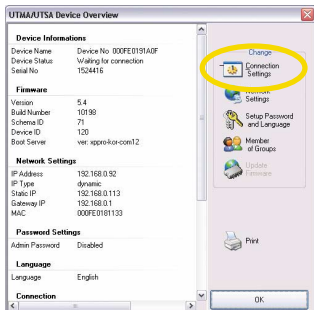 UTMA/UTSA Device Overview
Device Informations
Device Name Device No 000FE0191A0F
Device Status Waiting for connection
Serial No 1524416
Firmware
Version 5.4
Build Number 10198
Schema ID 71
Device ID 120
Boot Server ver: xppro-kor-com12
Network Settings
IP Address 192.168.0.92
IP Type dynamic
Static IP 192.168.0.113
Gateway IP 192.168.0.1
MAC 000FE0181133
Password Settings
Admin Password Disabled
Language
Language English
Connection
Change
Connection
Settings
Network
Settings
Setup Password
and Language
Member
of Groups
Update
Firmware
Print
OK